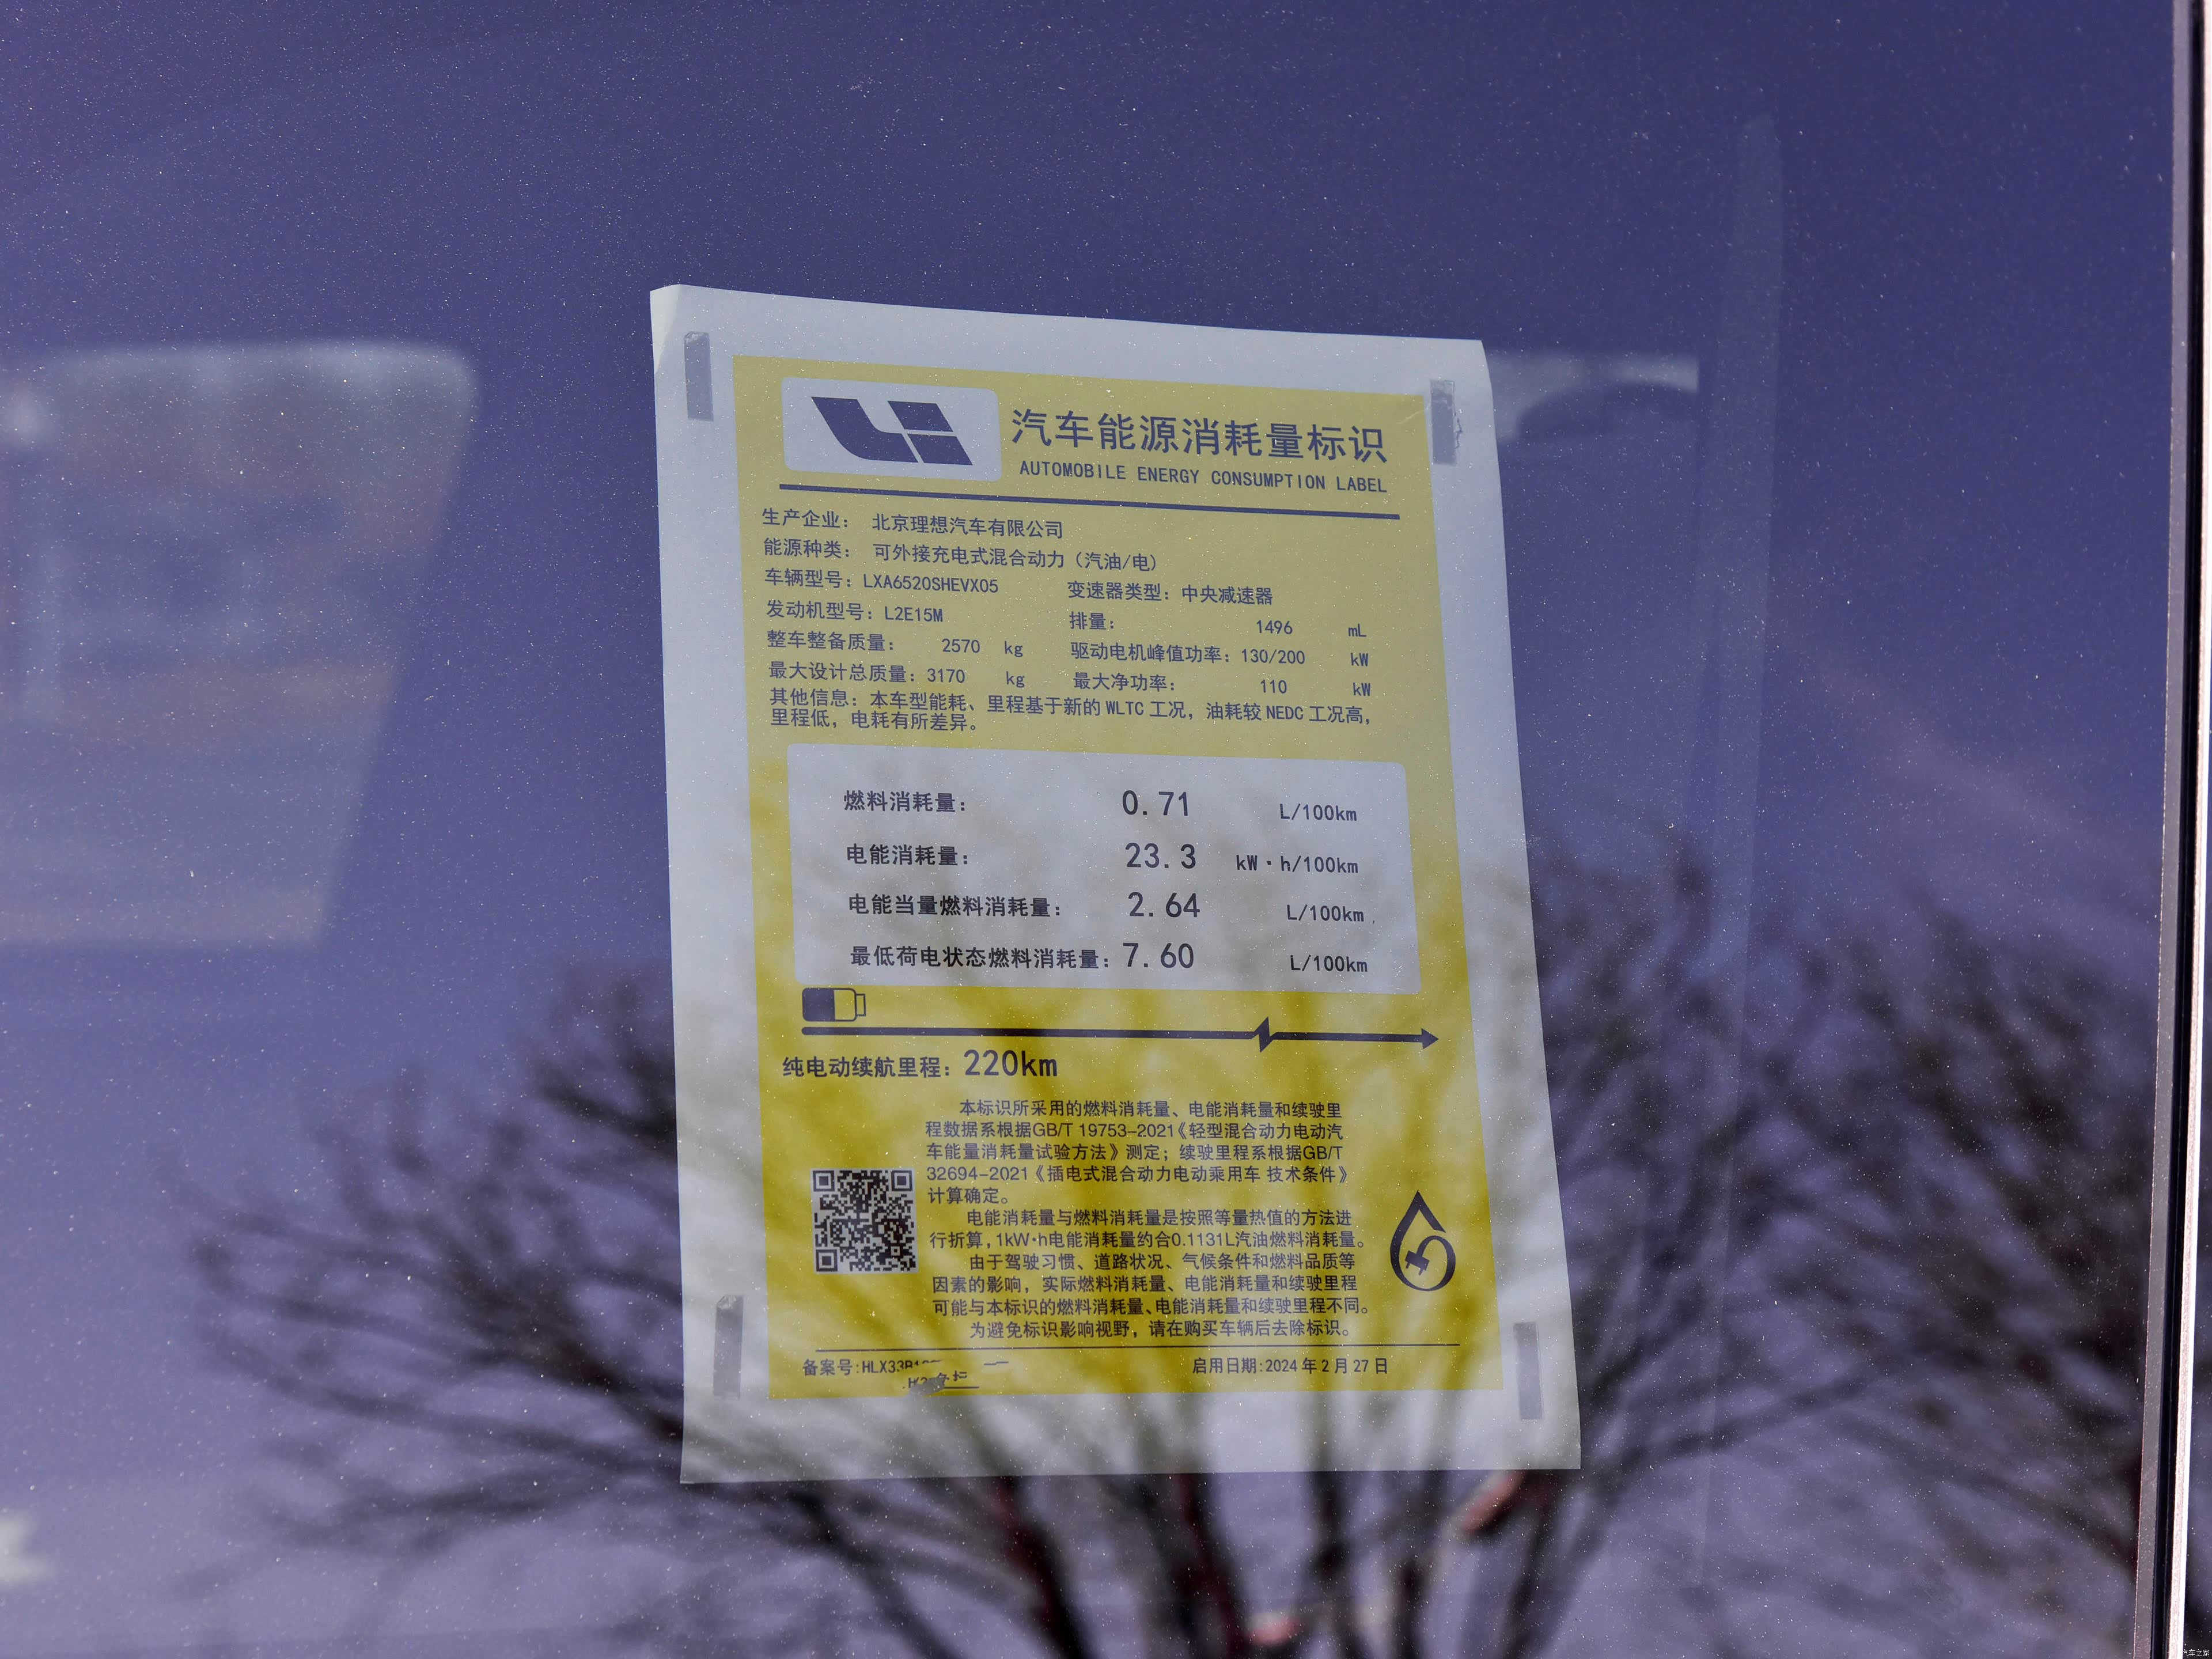 汽车能源消耗量标识
AUTOMOBILE ENERGY CONSUMPTION LABEL
生产企业： 北京理想汽车有限公司
能源种类： 可外接充电式混合动力（汽油/电）
车辆型号：LXA6520SHEVX05 变速器类型：中央减速器
发动机型号：L2E15M 排量： 1496 mL
整车整备质量： 2570 kg 驱动电机峰值功率：130/200 kW
最大设计总质量：3170 kg 最大净功率： 110 kW
其他信息：本车型能耗、里程基于新的 WLTC 工况，油耗较 NEDC 工况高，
里程低，电耗有所差异。
燃料消耗量： 0.71 L/100km
电能消耗量： 23.3 kW·h/100km
电能当量燃料消耗量： 2.64 L/100km
最低荷电状态燃料消耗量：7.60 L/100km
纯电动续航里程：220km
本标识所采用的燃料消耗量、电能消耗量和续驶里
程数据系根据GB/T 19753-2021《轻型混合动力电动汽
车能量消耗量试验方法》测定；续驶里程系根据GB/T
32694-2021《插电式混合动力电动乘用车 技术条件》
计算确定。
电能消耗量与燃料消耗量是按照等量热值的方法进
行折算，1kW·h电能消耗量约合0.1131L汽油燃料消耗量。
由于驾驶习惯、道路状况、气候条件和燃料品质等
因素的影响，实际燃料消耗量、电能消耗量和续驶里程
可能与本标识的燃料消耗量、电能消耗量和续驶里程不同。
为避免标识影响视野，请在购买车辆后去除标识。
备案号: 启用日期:2024 年 2 月 27 日
汽车之家